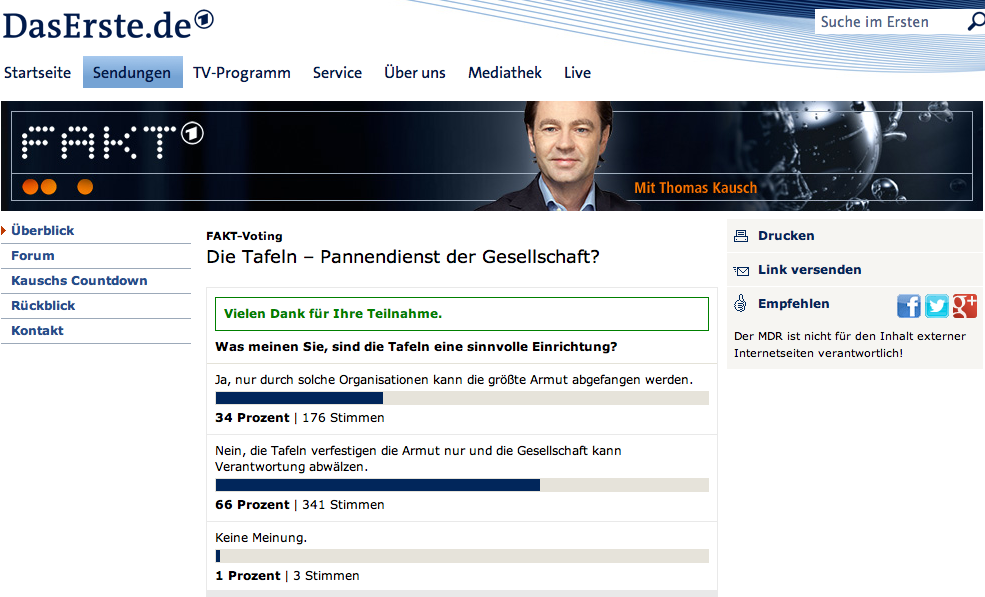 DasErste.de
Suche im Ersten
Startseite Sendungen TV-Programm Service Über uns Mediathek Live
FAKT
Mit Thomas Kausch
Überblick
Forum
Kauschs Countdown
Rückblick
Kontakt
FAKT-Voting
Die Tafeln – Pannendienst der Gesellschaft?
Vielen Dank für Ihre Teilnahme.
Was meinen Sie, sind die Tafeln eine sinnvolle Einrichtung?
Ja, nur durch solche Organisationen kann die größte Armut abgefangen werden.
34 Prozent | 176 Stimmen
Nein, die Tafeln verfestigen die Armut nur und die Gesellschaft kann
Verantwortung abwälzen.
66 Prozent | 341 Stimmen
Keine Meinung.
1 Prozent | 3 Stimmen
Drucken
Link versenden
Empfehlen
Der MDR ist nicht für den Inhalt externer
Internetseiten verantwortlich!